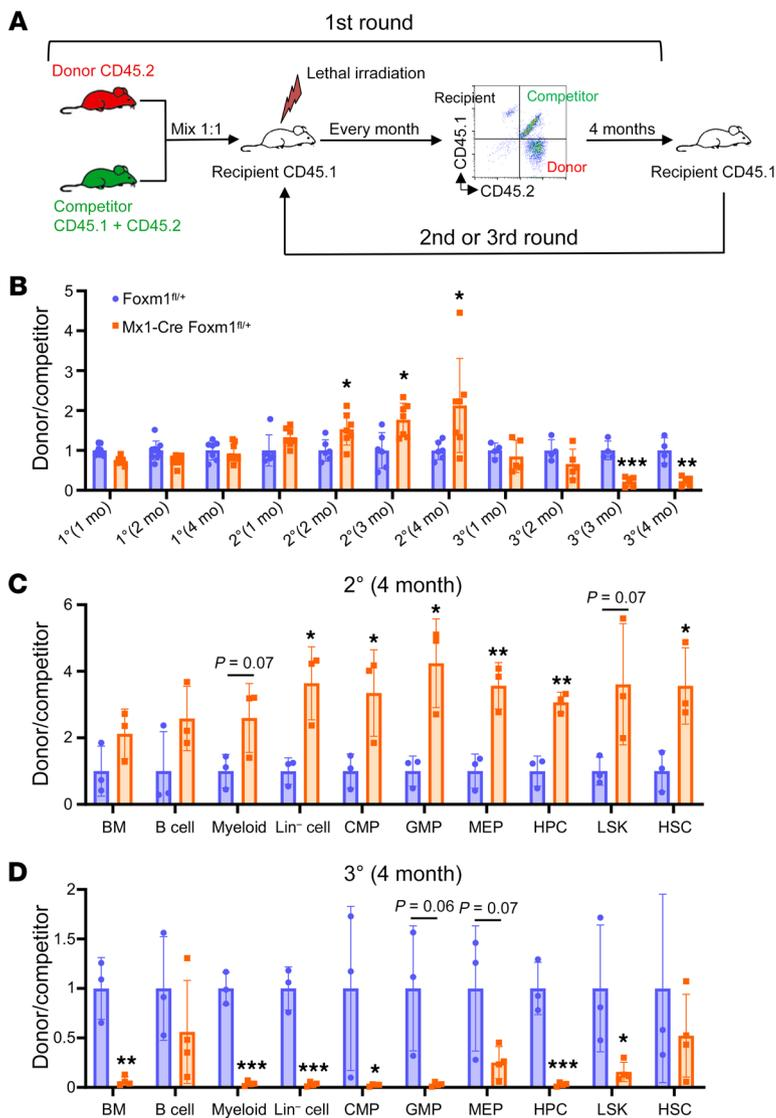 A
1st round
Donor CD45.2
Lethal irradiation
Recipient
Competitor
Mix 1:1
Every month
CD45.1
4 months
Donor
Recipient CD45.1
CD45.2
Recipient CD45.1
Competitor
CD45.1 + CD45.2
2nd or 3rd round
B
Donor/competitor
5
4
3
2
1
0
Foxm1fl/+
Mx1-Cre Foxm1fl/+
*
*
*
***
**
1°(1 mo)
1°(2 mo)
1°(4 mo)
2°(1 mo)
2°(2 mo)
2°(3 mo)
2°(4 mo)
3°(1 mo)
3°(2 mo)
3°(3 mo)
3°(4 mo)
C
2° (4 month)
Donor/competitor
6
4
2
0
P = 0.07
*
*
*
**
**
P = 0.07
*
BM
B cell
Myeloid
Lin– cell
CMP
GMP
MEP
HPC
LSK
HSC
D
3° (4 month)
Donor/competitor
2
1.5
1
0.5
0
**
***
***
*
P = 0.06
P = 0.07
***
*
BM
B cell
Myeloid
Lin– cell
CMP
GMP
MEP
HPC
LSK
HSC